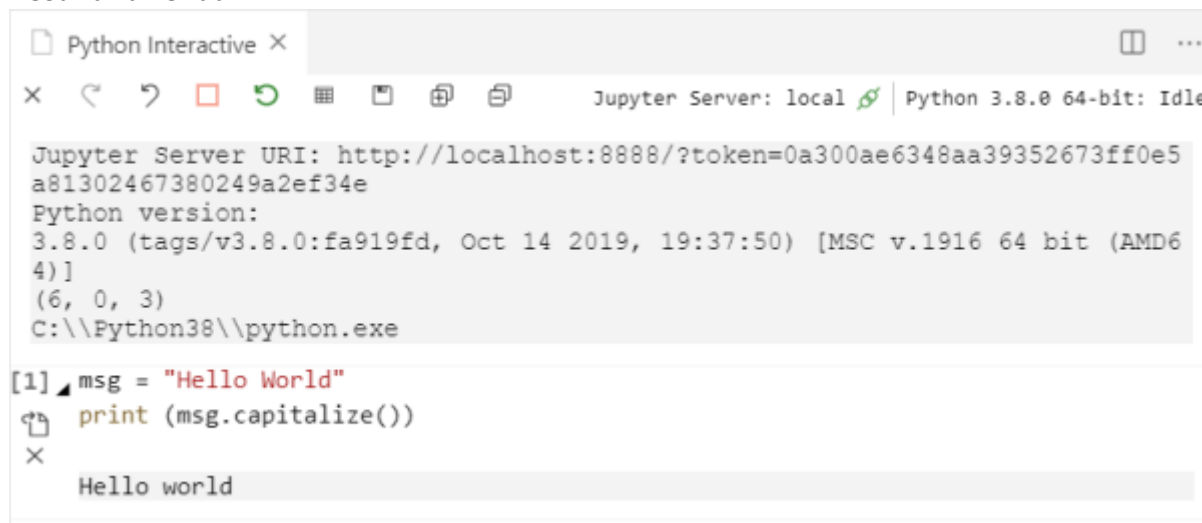 Python Interactive
Jupyter Server: local Python 3.8.0 64-bit: Idle
Jupyter Server URI: http://localhost:8888/?token=0a300ae6348aa39352673ff0e5
a81302467380249a2ef34e
Python version:
3.8.0 (tags/v3.8.0:fa919fd, Oct 14 2019, 19:37:50) [MSC v.1916 64 bit (AMD6
4)]
(6, 0, 3)
C:\\Python38\\python.exe
[1] msg = "Hello World"
print (msg.capitalize())
Hello world